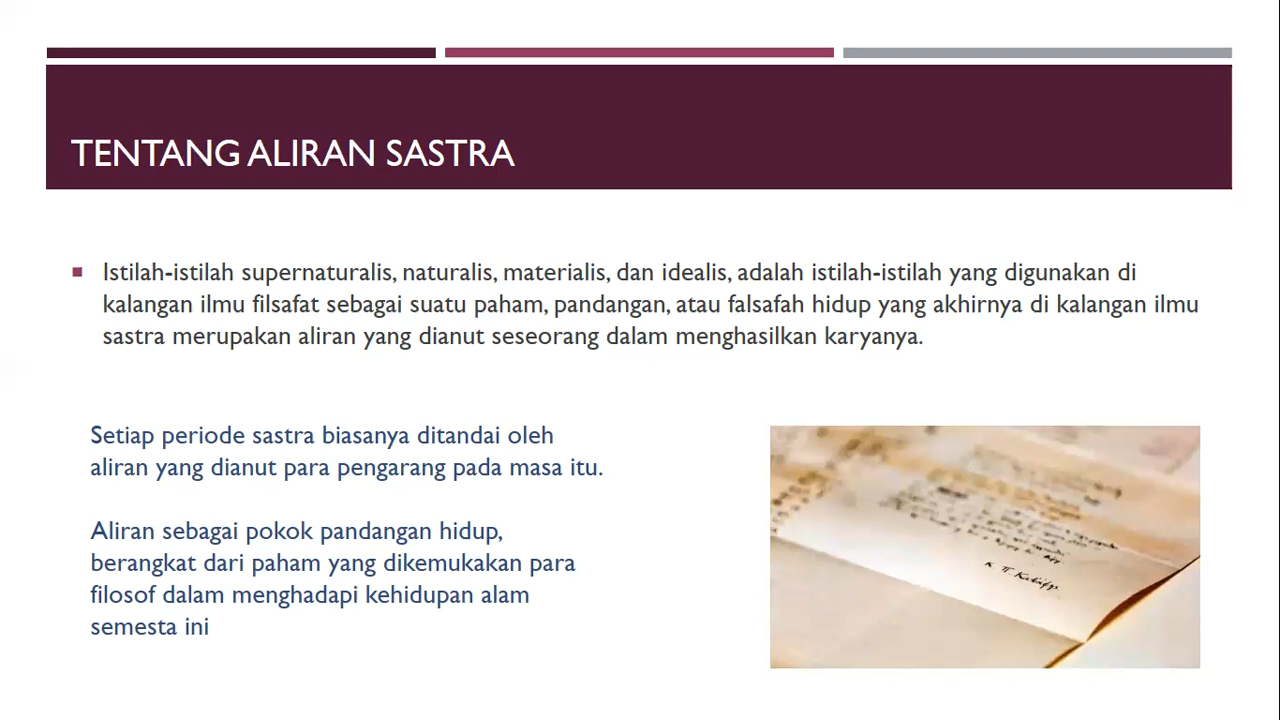 TENTANG ALIRAN SASTRA
Istilah-istilah supernaturalis, naturalis, materialis, dan idealis, adalah istilah-istilah yang digunakan di
kalangan ilmu filsafat sebagai suatu paham, pandangan, atau falsafah hidup yang akhirnya di kalangan ilmu
sastra merupakan aliran yang dianut seseorang dalam menghasilkan karyanya.
Setiap periode sastra biasanya ditandai oleh
aliran yang dianut para pengarang pada masa itu.
Aliran sebagai pokok pandangan hidup,
berangkat dari paham yang dikemukakan para
filosof dalam menghadapi kehidupan alam
semesta ini